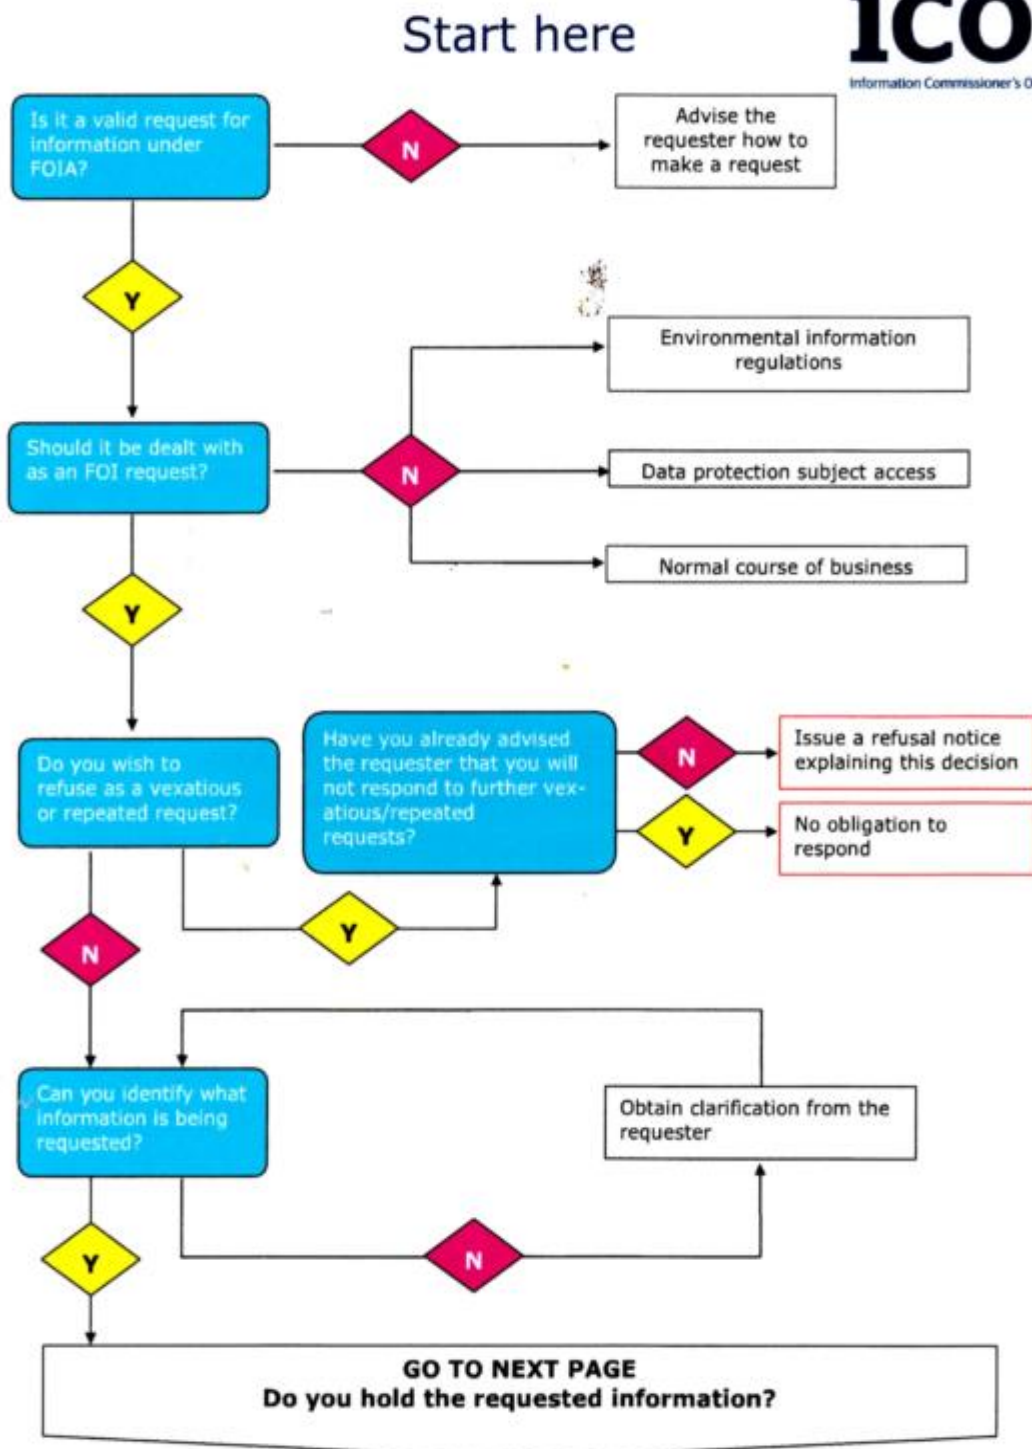 Start here
ico
Information Commissioner's O
Is it a valid request for
information under
FOIA?
N
Advise the
requester how to
make a request
Y
Environmental information
regulations
Should it be dealt with
as an FOI request?
N
Data protection subject access
Normal course of business
Y
Do you wish to
refuse as a vexatious
or repeated request?
Have you already advised
the requester that you will
not respond to further vex-
atious/repeated
requests?
N
Issue a refusal notice
explaining this decision
Y
No obligation to
respond
Y
N
Can you identify what
information is being
requested?
Obtain clarification from the
requester
N
Y
GO TO NEXT PAGE
Do you hold the requested information?